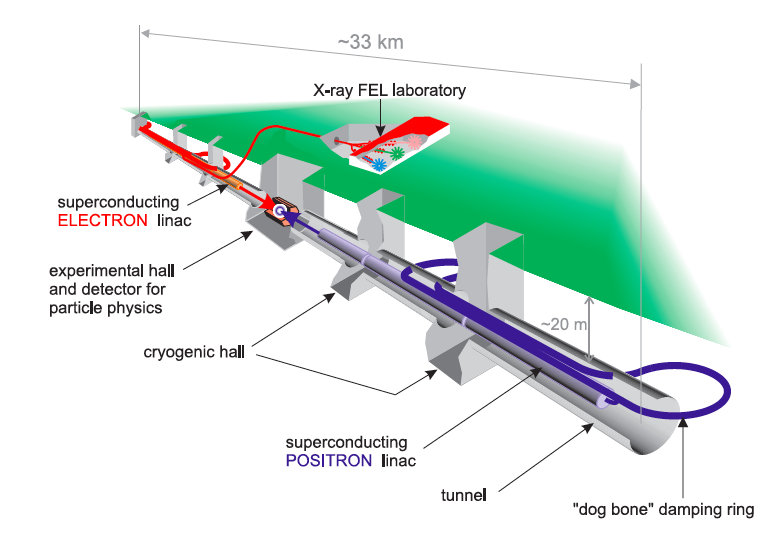 ~33 km
X-ray FEL laboratory
superconducting
ELECTRON linac
experimental hall
and detector for
particle physics
~20 m
cryogenic hall
superconducting
POSITRON linac
tunnel
"dog bone" damping ring